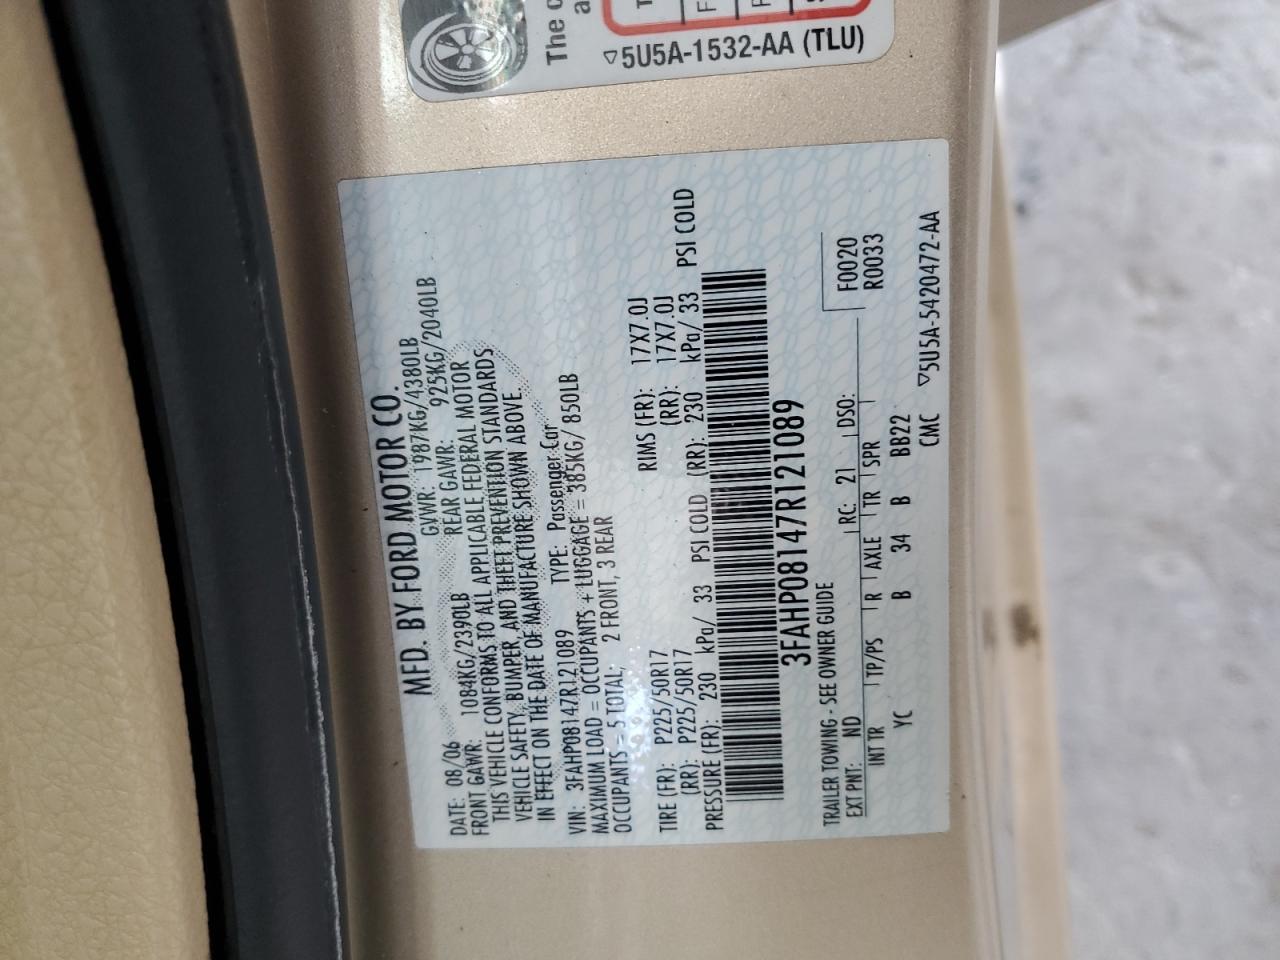 The
5U5A-1532-AA (TLU)
MFD. BY FORD MOTOR CO.
DATE: 08/06 GVWR: 1987KG/4380LB
FRONT GAWR: 1084KG/2390LB REAR GAWR: 925KG/2040LB
THIS VEHICLE CONFORMS TO ALL APPLICABLE FEDERAL MOTOR
VEHICLE SAFETY, BUMPER, AND THEFT PREVENTION STANDARDS
IN EFFECT ON THE DATE OF MANUFACTURE SHOWN ABOVE.
VIN: 3FAHP08147R121089 TYPE: Passenger Car
MAXIMUM LOAD = OCCUPANTS + LUGGAGE = 385KG/ 850LB
OCCUPANTS = 5 TOTAL; 2 FRONT, 3 REAR
TIRE (FR): P225/50R17 RIMS (FR): 17X7.0J
(RR): P225/50R17 (RR): 17X7.0J
PRESSURE (FR): 230 kPa/ 33 PSI COLD (RR): 230 kPa/ 33 PSI COLD
3FAHP08147R121089
TRAILER TOWING - SEE OWNER GUIDE
F0020
R0033
EXT PNT: ND RC: 21 DSO:
INT TR TP/PS R AXLE TR SPR
YC B 34 B BB22
CMC 5U5A-5420472-AA